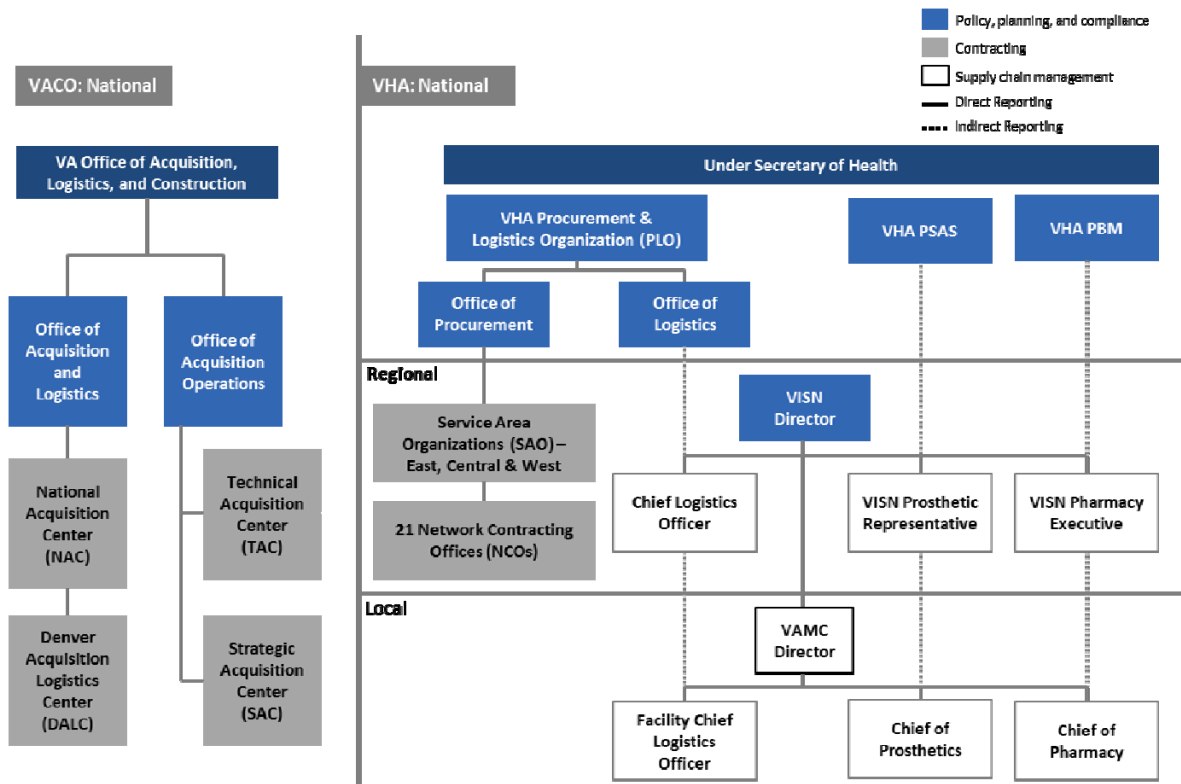 Policy, planning, and compliance
Contracting
Supply chain management
Direct Reporting
Indirect Reporting
VACO: National
VHA: National
VA Office of Acquisition,
Logistics, and Construction
Under Secretary of Health
VHA Procurement &
Logistics Organization (PLO)
VHA PSAS
VHA PBM
Office of
Acquisition
and
Logistics
Office of
Acquisition
Operations
Office of
Procurement
Office of
Logistics
Regional
VISN
Director
Service Area
Organizations (SAO) –
East, Central & West
National
Acquisition
Center
(NAC)
Technical
Acquisition
Center
(TAC)
21 Network Contracting
Offices (NCOs)
Chief Logistics
Officer
VISN Prosthetic
Representative
VISN Pharmacy
Executive
Local
Denver
Acquisition
Logistics
Center
(DALC)
Strategic
Acquisition
Center
(SAC)
VAMC
Director
Facility Chief
Logistics
Officer
Chief of
Prosthetics
Chief of
Pharmacy